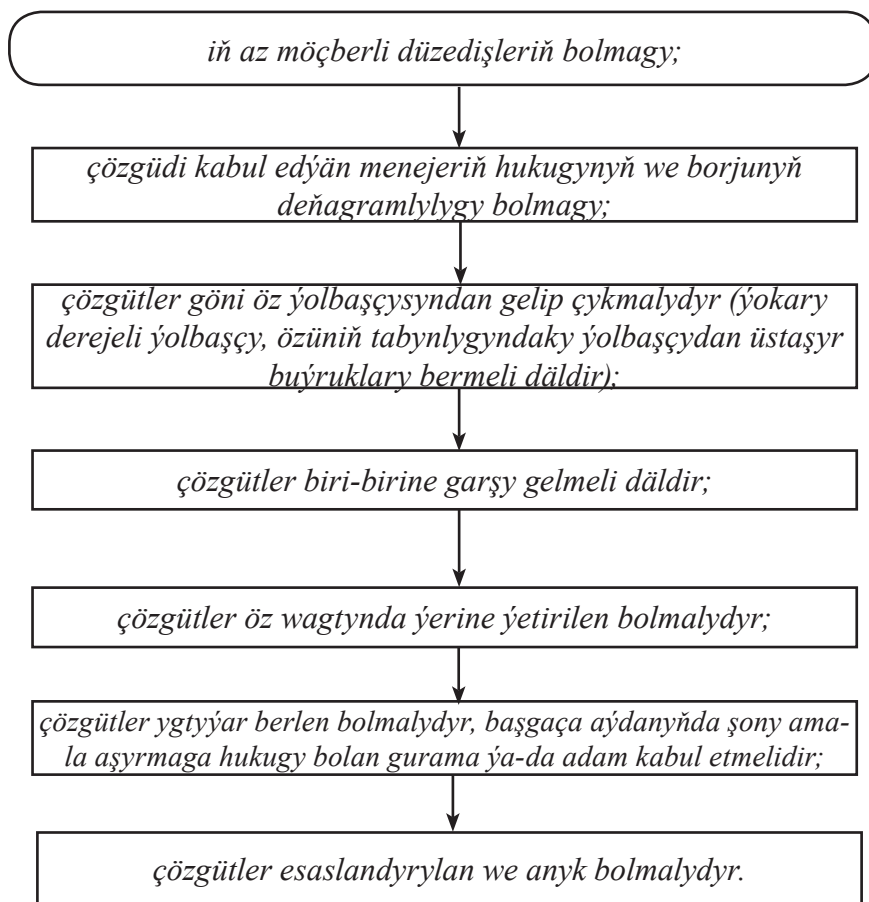 iň az möçberli düzedişleriň bolmagy;
çözgüdi kabul edýän menejeriň hukugynyň we borjunyň
deňagramlylygy bolmagy;
çözgütler göni öz ýolbaşçysyndan gelip çykmalydyr (ýokary
derejeli ýolbaşçy, özüniň tabynlygyndaky ýolbaşçydan üstaşyr
buýruklary bermeli däldir);
çözgütler biri-birine garşy gelmeli däldir;
çözgütler öz wagtynda ýerine ýetirilen bolmalydyr;
çözgütler ygtyýar berlen bolmalydyr, başgaça aýdanyňda şony ama-
la aşyrmaga hukugy bolan gurama ýa-da adam kabul etmelidir;
çözgütler esaslandyrylan we anyk bolmalydyr.